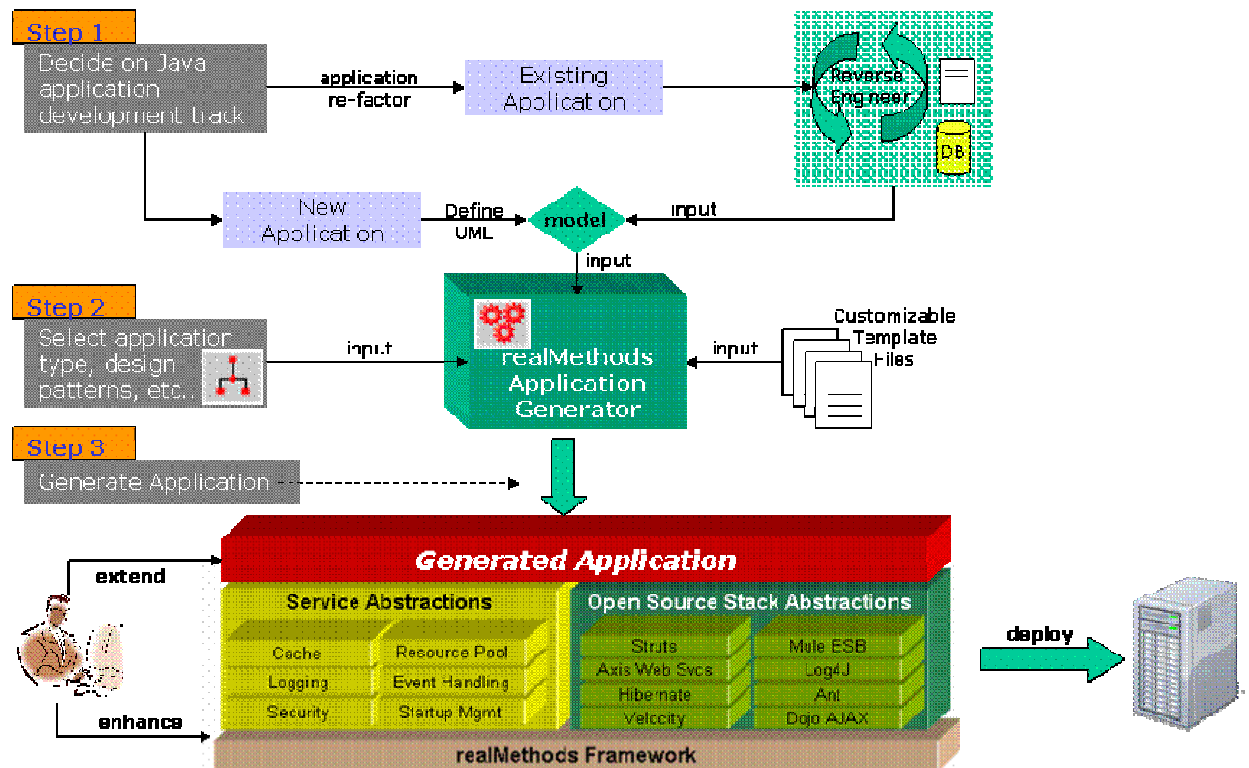 Step 1
Decide on Java
application
development track
application
re-factor
Existing
Application
Reverse
Engineer
DB
New
Application
Define
UML
model
input
input
Step 2
Select application
type, design
patterns, etc.
input
realMethods
Application
Generator
input
Customizable
Template
Files
Step 3
Generate Application
Generated Application
extend
Service Abstractions
Open Source Stack Abstractions
Cache
Resource Pool
Struts
Mule ESB
Logging
Event Handling
Axis Web Svcs
Log4J
Security
Startup Mgmt
Hibernate
Ant
Velocity
Dojo AJAX
deploy
enhance
realMethods Framework